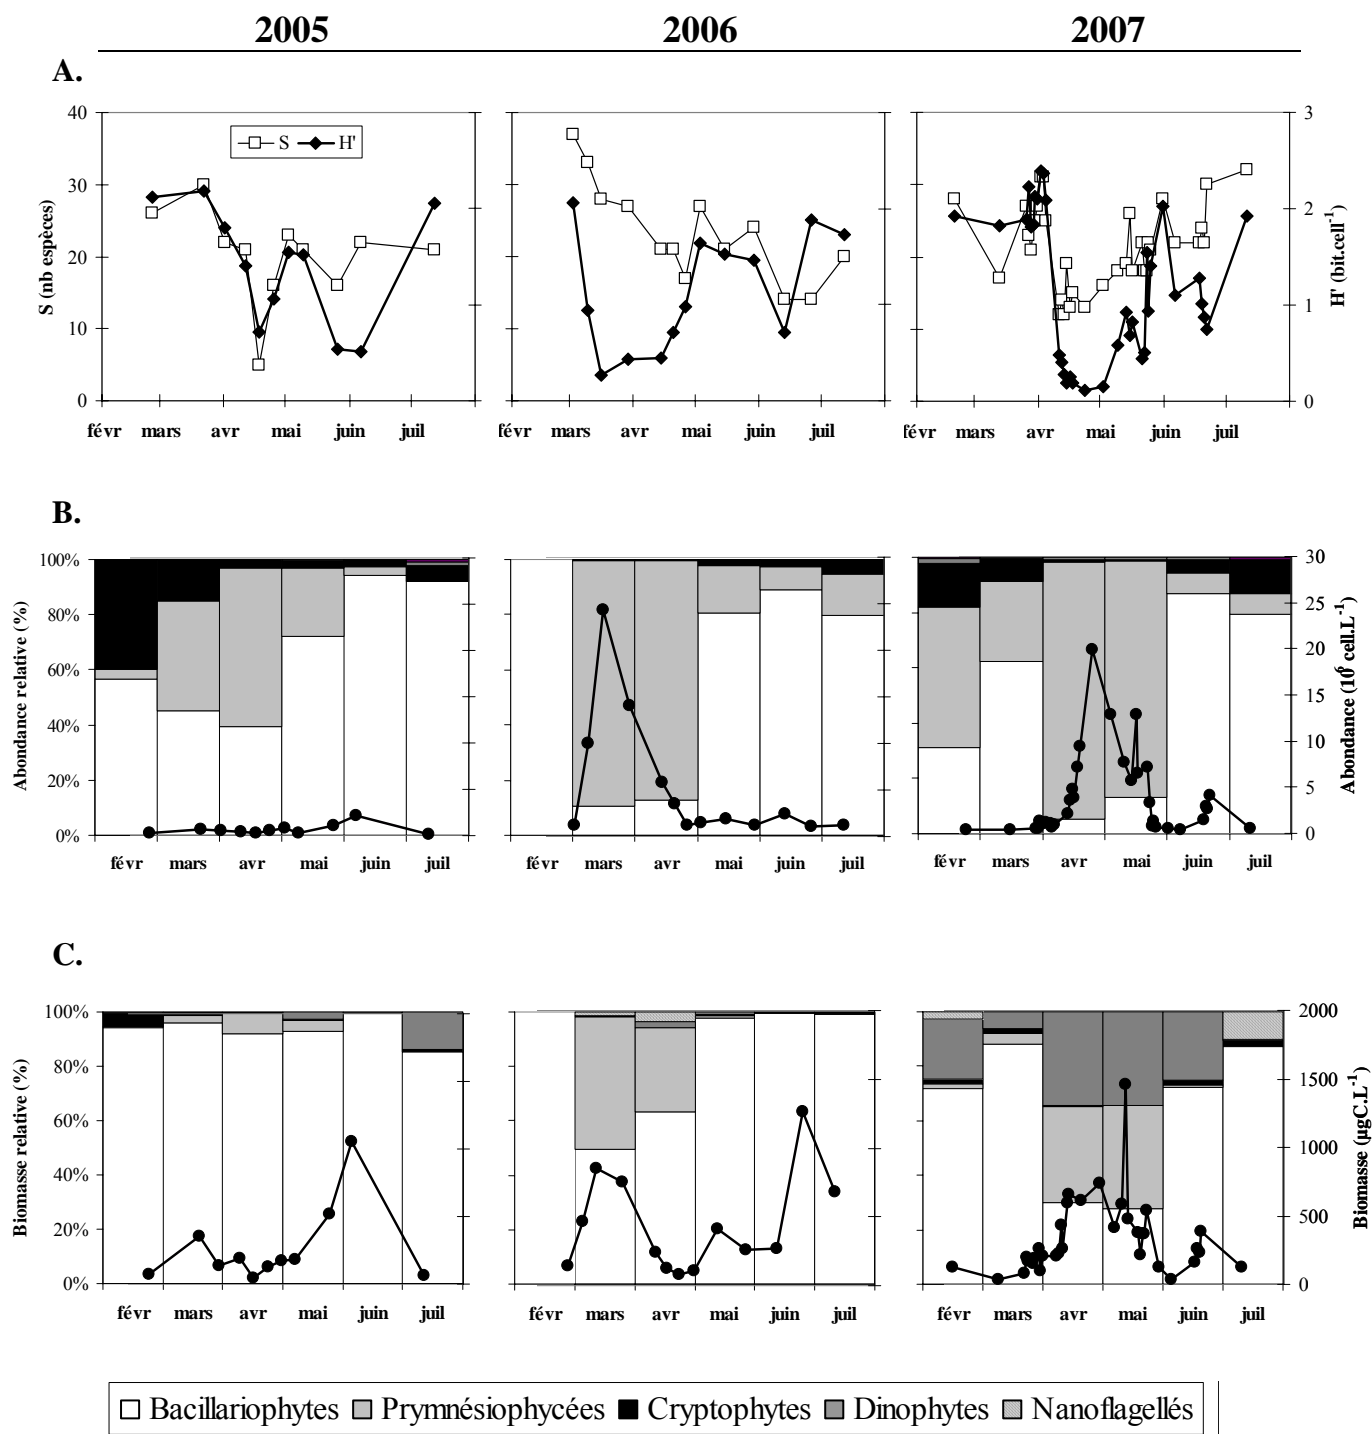 2005 2006 2007
A.
40 3
S H'
30
2
20
1
10
0 0
S (nb espèces)
H' (bit.cell-1)
févr mars avr mai juin juil févr mars avr mai juin juil févr mars avr mai juin juil
B.
100% 30
25
80%
20
60%
15
40%
10
20%
5
0% 0
Abondance relative (%)
Abondance (106 cell.L-1)
févr mars avr mai juin juil févr mars avr mai juin juil févr mars avr mai juin juil
C.
100% 2000
80%
1500
60%
1000
40%
500
20%
0% 0
Biomasse relative (%)
Biomasse (µgC.L-1)
févr mars avr mai juin juil févr mars avr mai juin juil févr mars avr mai juin juil
Bacillariophytes Prymnésiophycées Cryptophytes Dinophytes Nanoflagellés